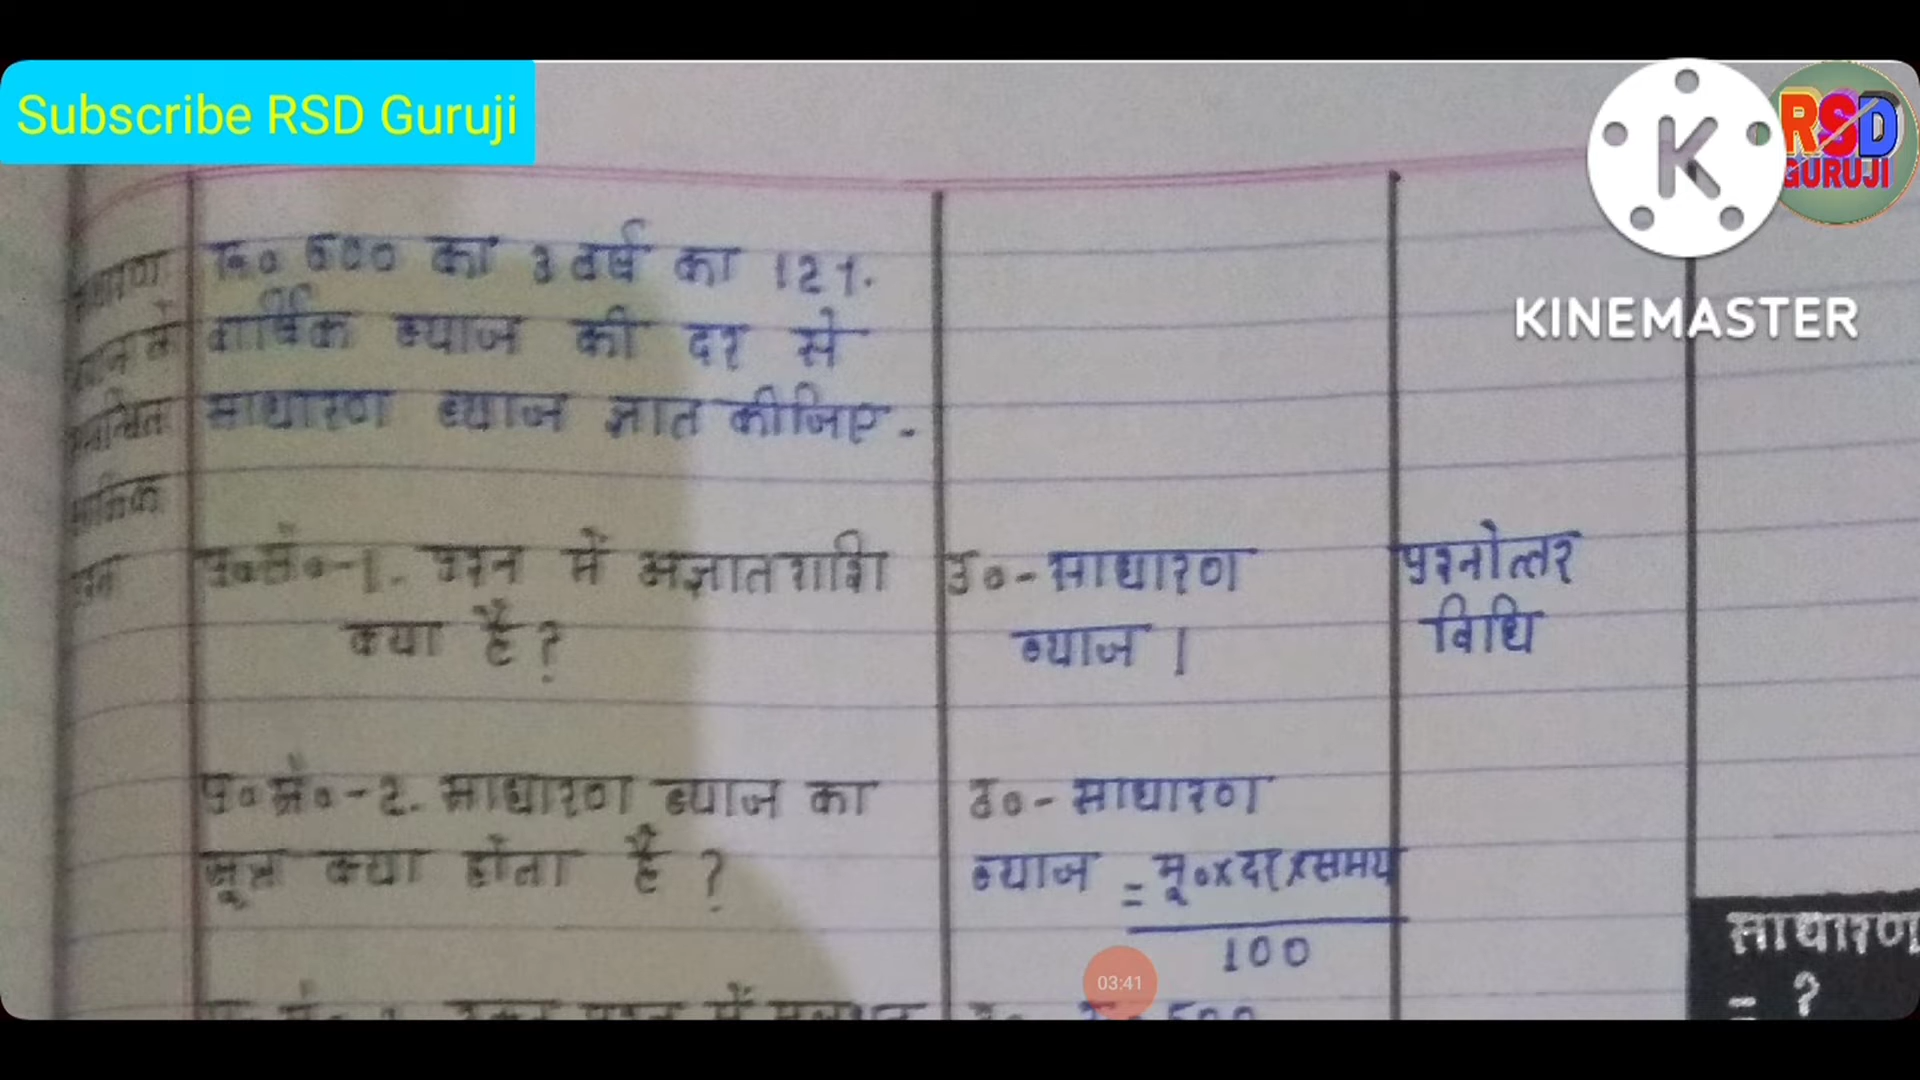 Subscribe RSD Guruji
RSD
GURUJI
K
KINEMASTER
रू० 500 का 3 वर्ष का 12%
वार्षिक ब्याज की दर से
साधारण ब्याज ज्ञात कीजिए-
प्र०सं०-1. प्रश्न में अज्ञात राशि
क्या है?
उ०-साधारण
ब्याज।
प्रश्नोत्तर
विधि
प्र०सं०-2. साधारण ब्याज का
सूत्र क्या होता है?
उ०-साधारण
ब्याज = मू०×दर×समय
100
साधारण
= ?
03:41